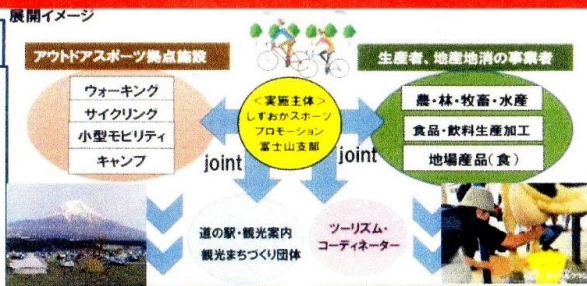 展開イメージ
アウトドアスポーツ拠点施設
生産者、地産地消の事業者
ウォーキング
サイクリング
小型モビリティ
キャンプ
＜実施主体＞
しずおかスポーツ
プロモーション
富士山支部
農・林・牧畜・水産
食品・飲料生産加工
地場産品（食）
joint
joint
道の駅・観光案内
観光まちづくり団体
ツーリズム・
コーディネーター